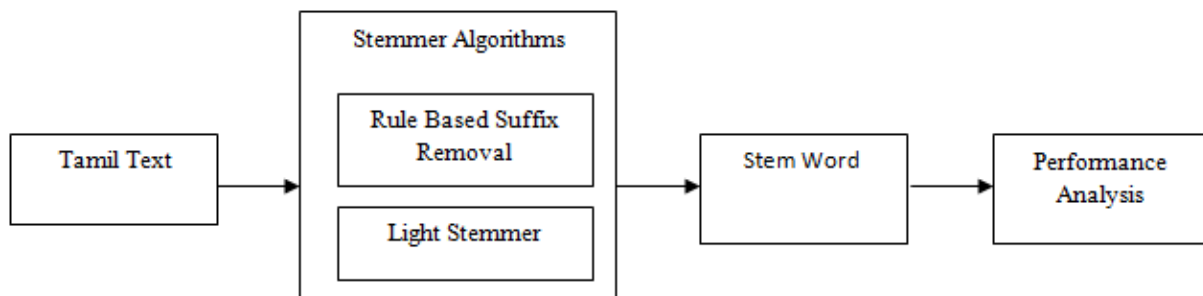 Stemmer Algorithms
Rule Based Suffix
Removal
Light Stemmer
Tamil Text
Stem Word
Performance
Analysis